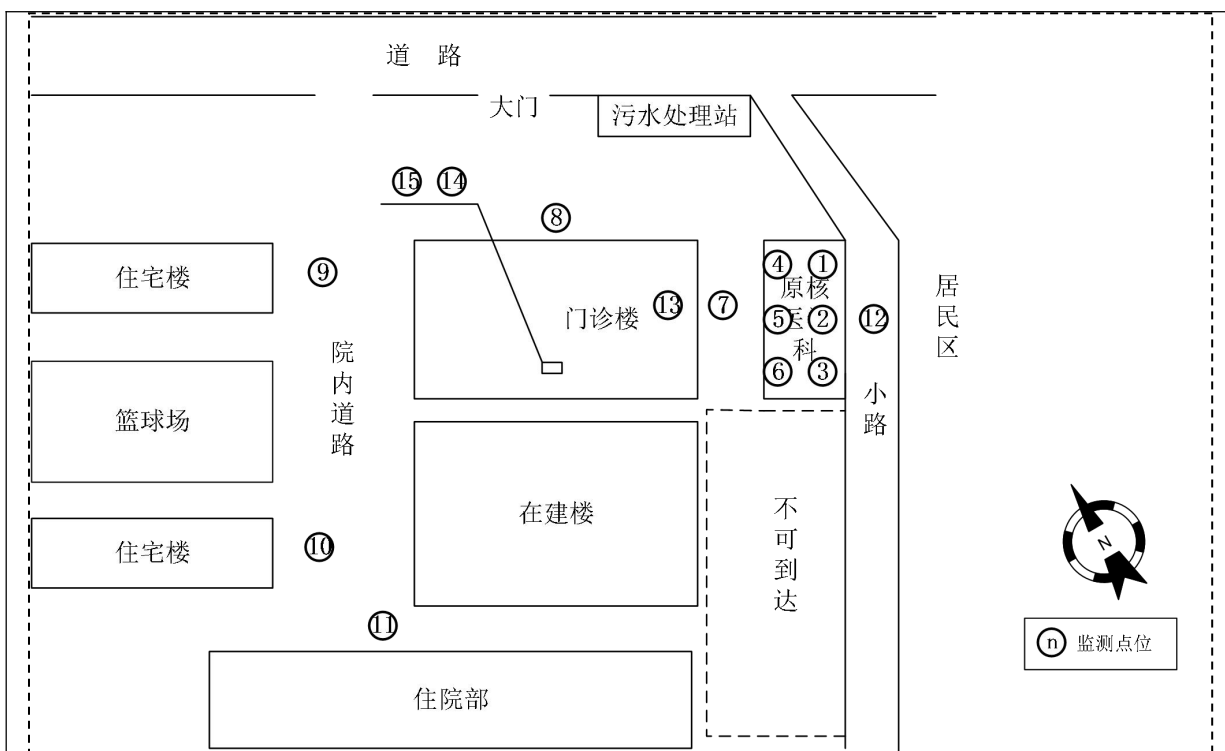 道 路
大门
污水处理站
⑮ ⑭
⑧
住宅楼
⑨
门诊楼
⑬
⑦
④ ①
原核
⑤ 医 ②
科
⑥ ③
⑫
居民区
院内道路
小路
篮球场
在建楼
不可到达
住宅楼
⑩
⑪
住院部
N
ⓝ 监测点位